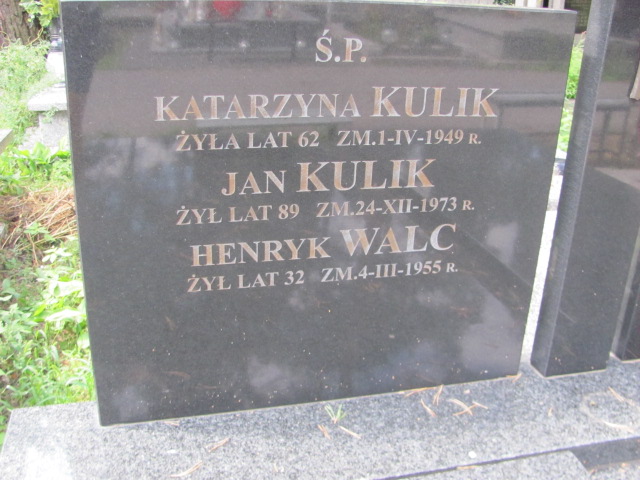 Ś.P.
KATARZYNA KULIK
ŻYŁA LAT 62 ZM.1-IV-1949 R.
JAN KULIK
ŻYŁ LAT 89 ZM.24-XII-1973 R.
HENRYK WALC
ŻYŁ LAT 32 ZM.4-III-1955 R.